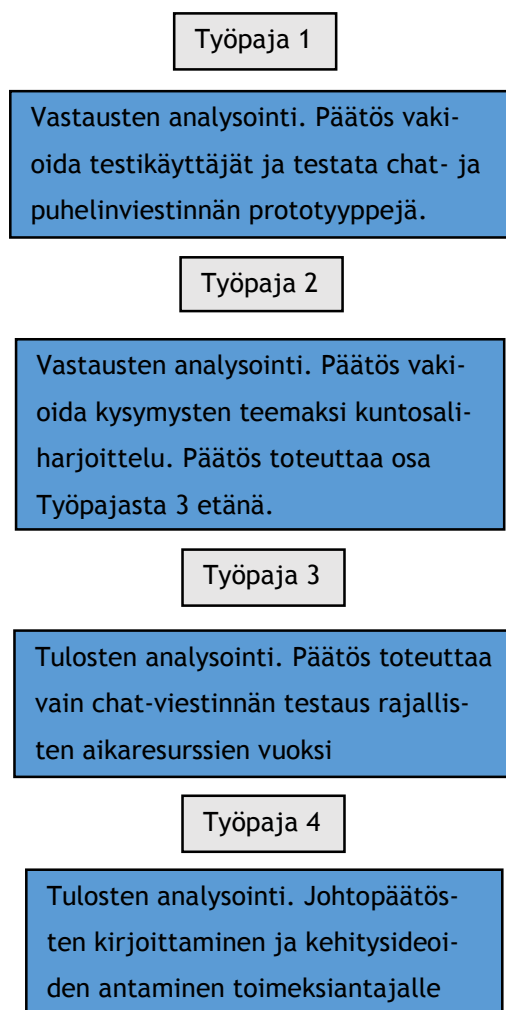 Työpaja 1
Vastausten analysointi. Päätös vaki-
oida testikäyttäjät ja testata chat- ja
puhelinviestinnän prototyyppejä.
Työpaja 2
Vastausten analysointi. Päätös vaki-
oida kysymysten teemaksi kuntosali-
harjoittelu. Päätös toteuttaa osa
Työpajasta 3 etänä.
Työpaja 3
Tulosten analysointi. Päätös toteuttaa
vain chat-viestinnän testaus rajallis-
ten aikaresurssien vuoksi
Työpaja 4
Tulosten analysointi. Johtopäätös-
ten kirjoittaminen ja kehitysideoi-
den antaminen toimeksiantajalle